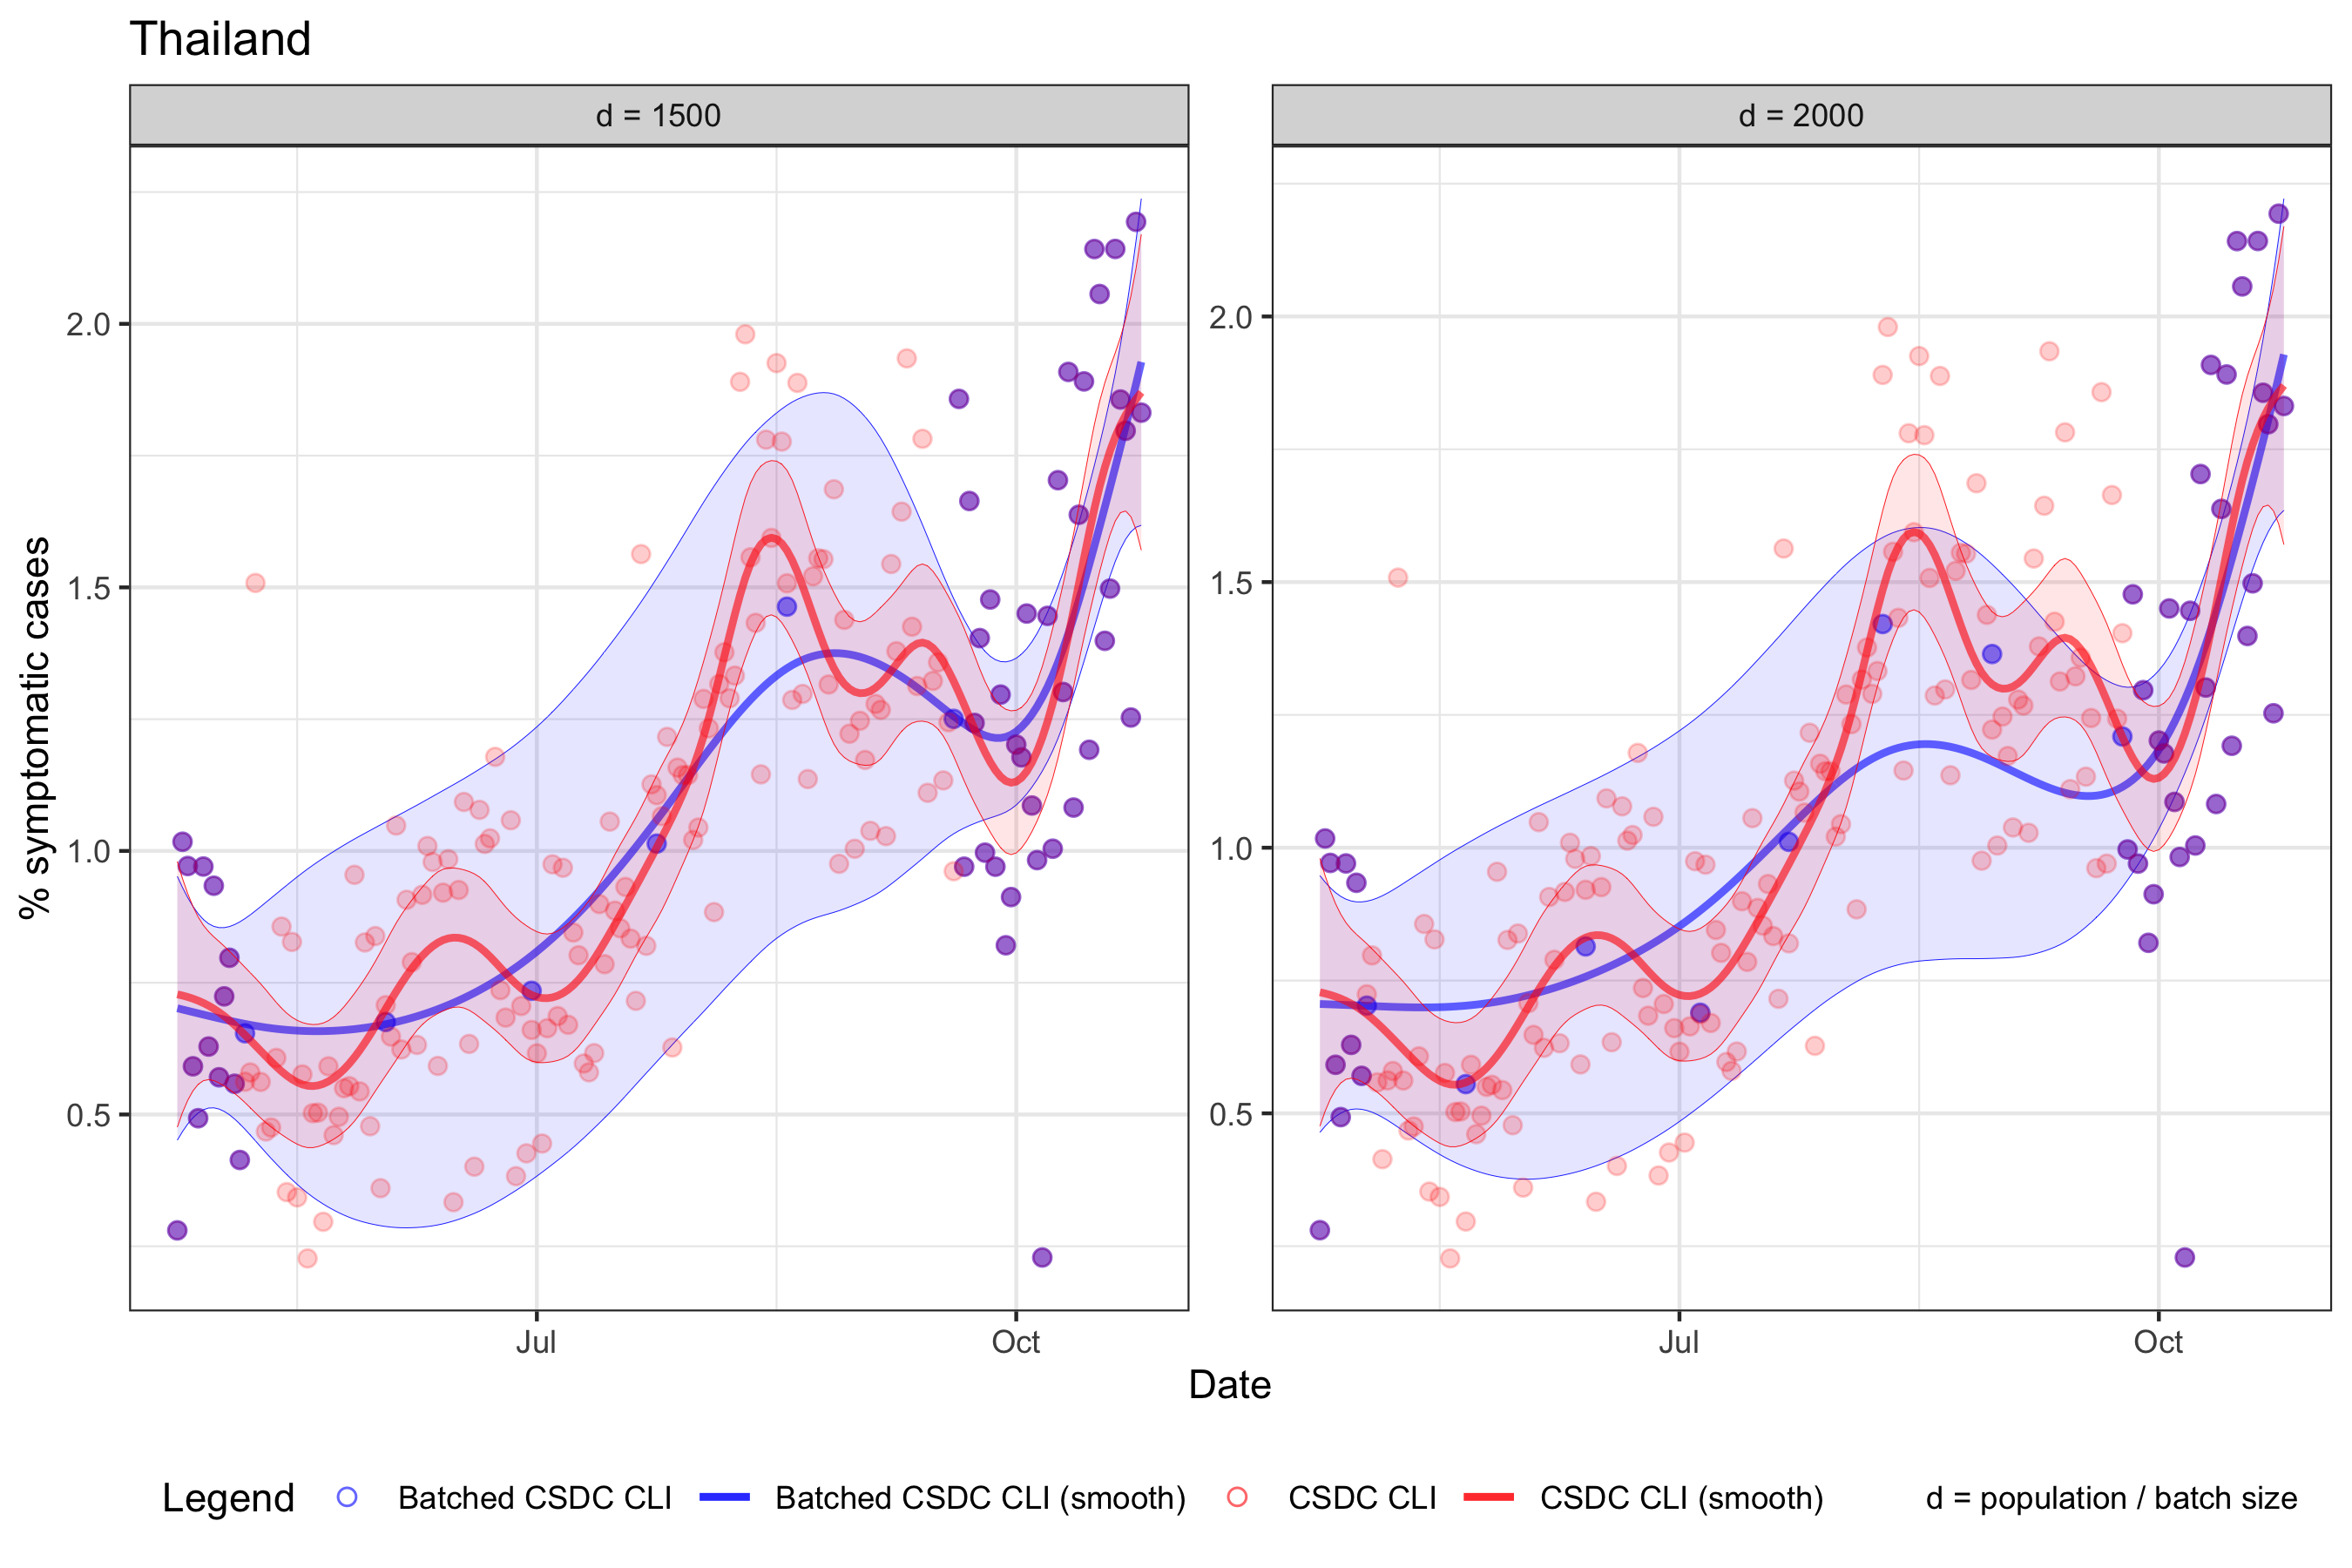 Thailand
d = 1500
d = 2000
% symptomatic cases
2.0
1.5
1.0
0.5
2.0
1.5
1.0
0.5
Jul
Oct
Jul
Oct
Date
Legend
Batched CSDC CLI
Batched CSDC CLI (smooth)
CSDC CLI
CSDC CLI (smooth)
d = population / batch size